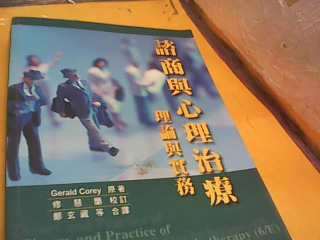 諮商與心理治療
理論與實務
Gerald Corey 原著
修慧蘭 校訂
鄭玄藏等 合譯
and Practice of
therapy (6/E)